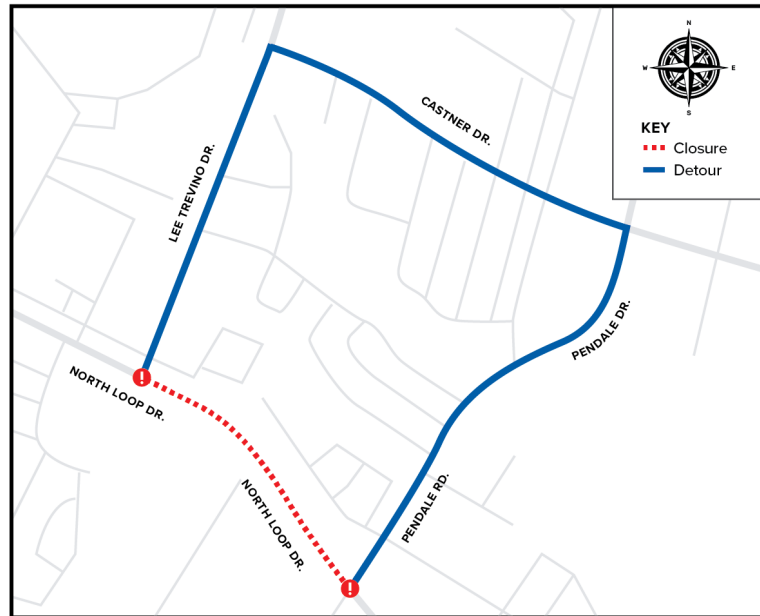 N
W
E
S
KEY
Closure
Detour
CASTNER DR.
LEE TREVINO DR.
PENDALE DR.
NORTH LOOP DR.
NORTH LOOP DR.
PENDALE RD.
!
!